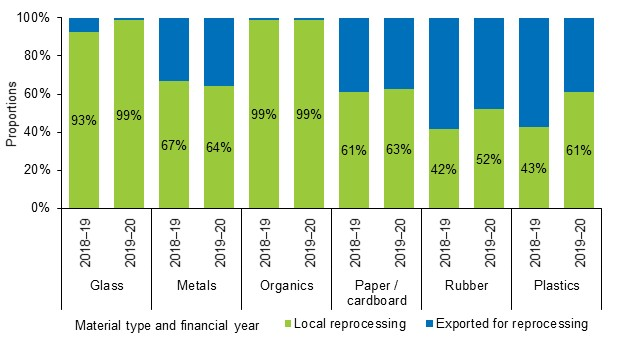 100%
80%
60%
40%
20%
0%
Proportions
93%
99%
67%
64%
99%
99%
61%
63%
42%
52%
43%
61%
2018–19
2019–20
2018–19
2019–20
2018–19
2019–20
2018–19
2019–20
2018–19
2019–20
2018–19
2019–20
Glass
Metals
Organics
Paper /
cardboard
Rubber
Plastics
Material type and financial year
Local reprocessing
Exported for reprocessing